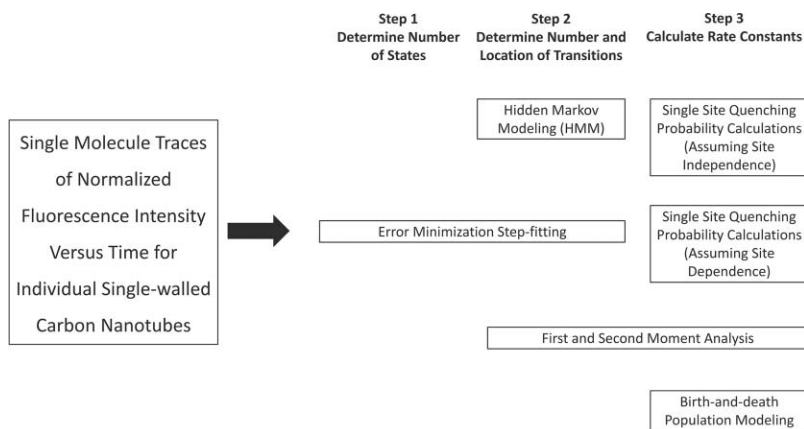 Step 1
Determine Number
of States
Step 2
Determine Number and
Location of Transitions
Step 3
Calculate Rate Constants
Single Molecule Traces
of Normalized
Fluorescence Intensity
Versus Time for
Individual Single-walled
Carbon Nanotubes
Hidden Markov
Modeling (HMM)
Single Site Quenching
Probability Calculations
(Assuming Site
Independence)
Error Minimization Step-fitting
Single Site Quenching
Probability Calculations
(Assuming Site
Dependence)
First and Second Moment Analysis
Birth-and-death
Population Modeling